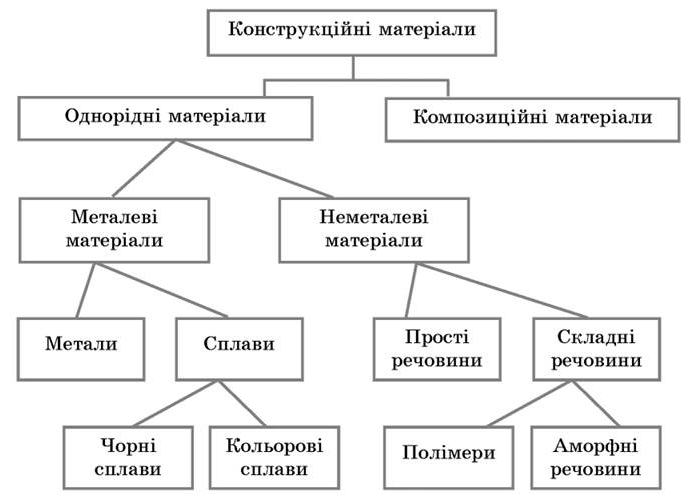 Конструкційні матеріали
Однорідні матеріали
Композиційні матеріали
Металеві
матеріали
Неметалеві
матеріали
Метали
Сплави
Прості
речовини
Складні
речовини
Чорні
сплави
Кольорові
сплави
Полімери
Аморфні
речовини